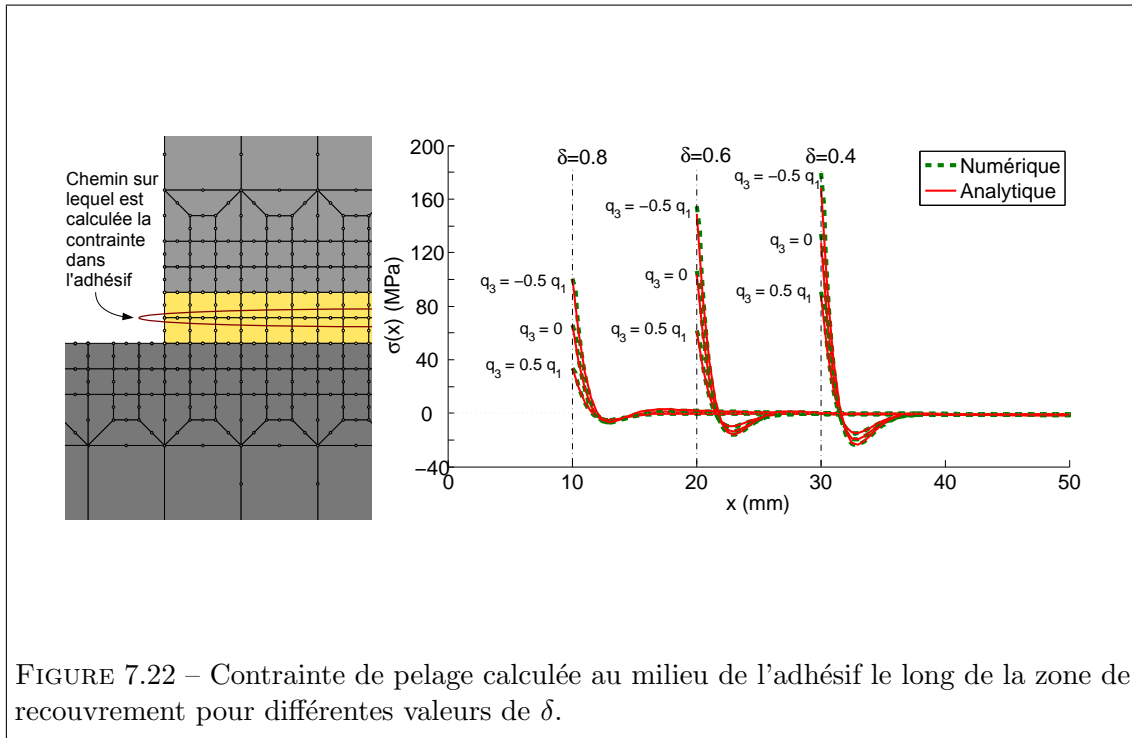 Chemin sur
lequel est
calculée la
contrainte
dans
l'adhésif
σ(x) (MPa)
200
160
120
80
40
0
−40
δ=0.8
δ=0.6
δ=0.4
q3 = −0.5 q1
q3 = 0
q3 = 0.5 q1
q3 = −0.5 q1
q3 = 0
q3 = 0.5 q1
q3 = −0.5 q1
q3 = 0
q3 = 0.5 q1
Numérique
Analytique
0 10 20 30 40 50
x (mm)
FIGURE 7.22 – Contrainte de pelage calculée au milieu de l'adhésif le long de la zone de
recouvrement pour différentes valeurs de δ.